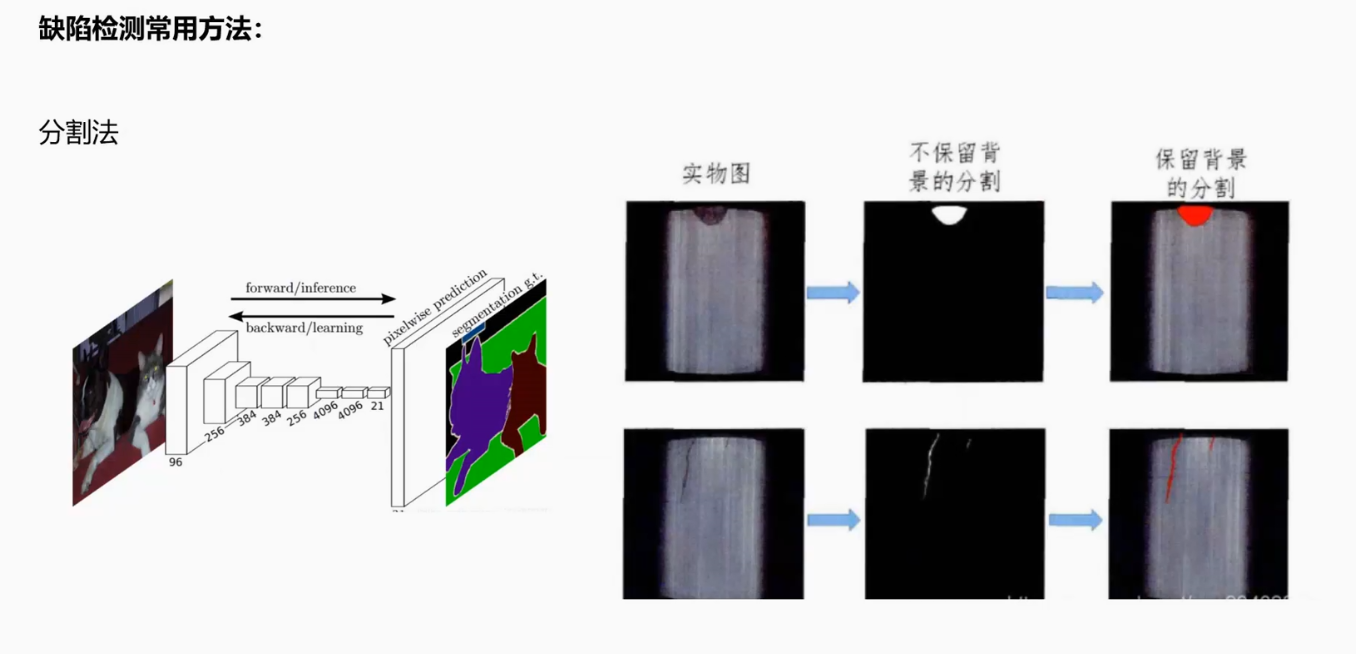 缺陷检测常用方法：
分割法
forward/inference
backward/learning
pixelwise prediction
segmentation g.t.
96
256
384
384
256
4096
4096
21
实物图
不保留背
景的分割
保留背景
的分割